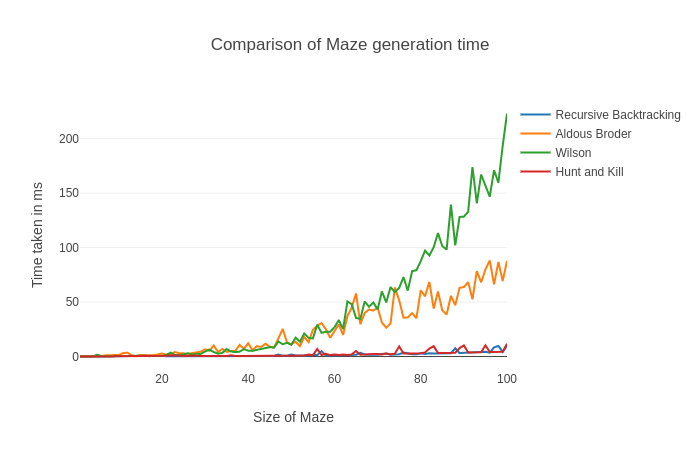 Comparison of Maze generation time
Recursive Backtracking
Aldous Broder
Wilson
Hunt and Kill
Time taken in ms
200
150
100
50
0
20
40
60
80
100
Size of Maze